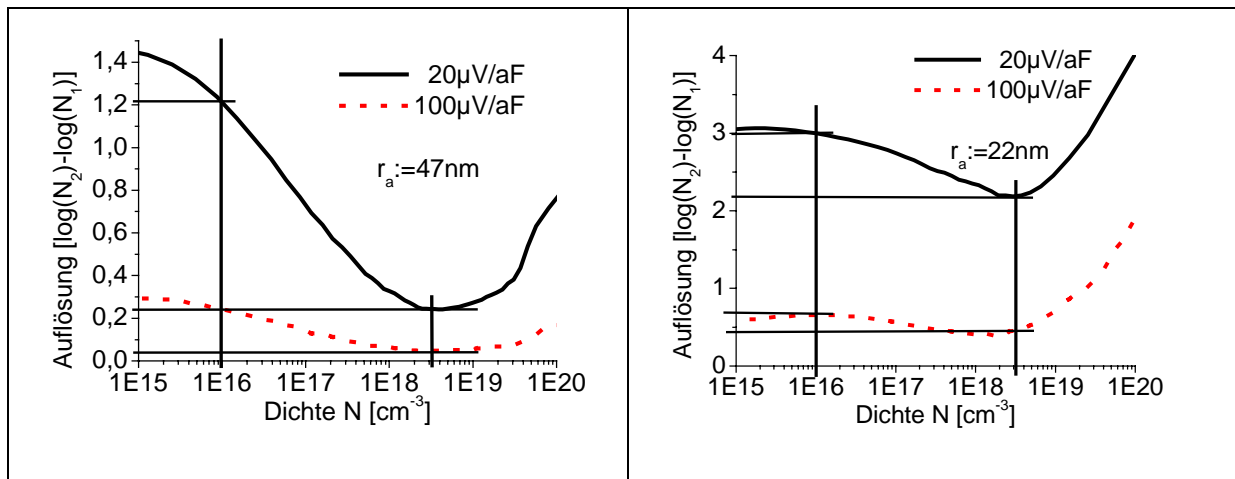 1,4
1,2
1,0
0,8
0,6
0,4
0,2
0,0
Auflösung [log(N₂)-log(N₁)]
20µV/aF
100µV/aF
rₐ:=47nm
1E15 1E16 1E17 1E18 1E19 1E20
Dichte N [cm⁻³]
4
3
2
1
0
Auflösung [log(N₂)-log(N₁)]
20µV/aF
100µV/aF
rₐ:=22nm
1E15 1E16 1E17 1E18 1E19 1E20
Dichte N [cm⁻³]